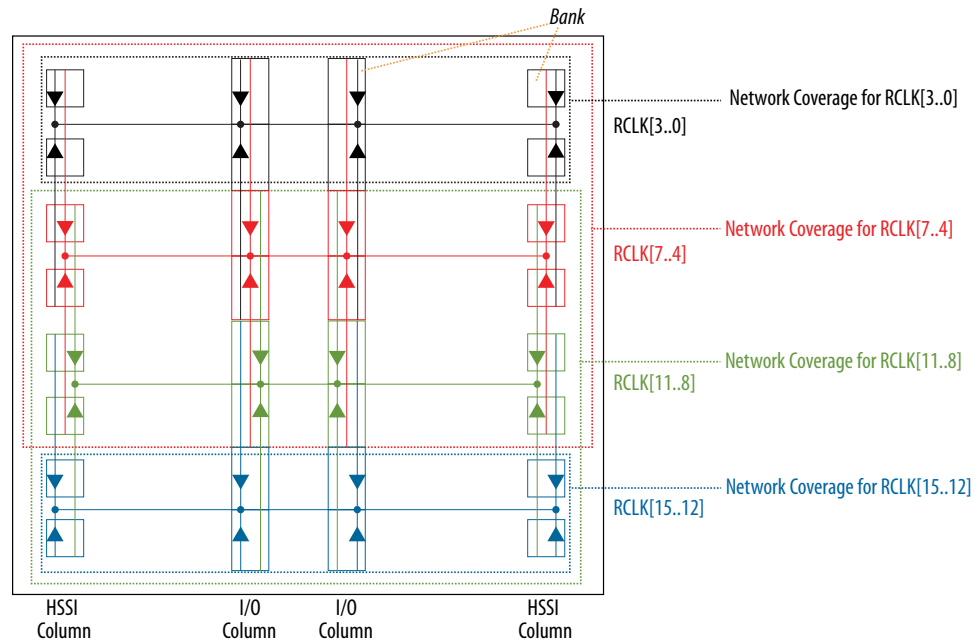 Bank
Network Coverage for RCLK[3..0]
RCLK[3..0]
Network Coverage for RCLK[7..4]
RCLK[7..4]
Network Coverage for RCLK[11..8]
RCLK[11..8]
Network Coverage for RCLK[15..12]
RCLK[15..12]
HSSI
Column
I/O
Column
I/O
Column
HSSI
Column